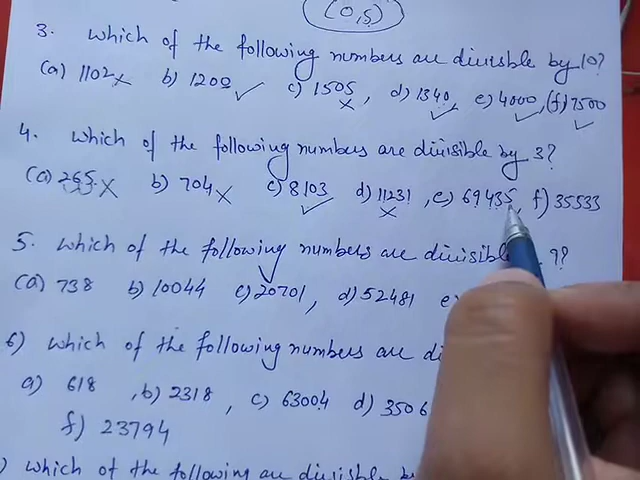 (0,5)
3. Which of the following numbers are divisible by 10?
(a) 1102 × b) 1200 ✓ c) 1505 ×, d) 1340, ✓ e) 4000, ✓ (f) 7500 ✓
4. Which of the following numbers are divisible by 3?
(a) 265. × b) 704 × c) 8103 ✓ d) 11231 ×, e) 69435, f) 35533
5. Which of the following numbers are divisible 9?
(a) 738 b) 10044 c) 20701, d) 52481 e)
6) Which of the following numbers are di
a) 618, b) 2318, c) 63004 d) 3506
f) 23794
) Which of the following are divisible